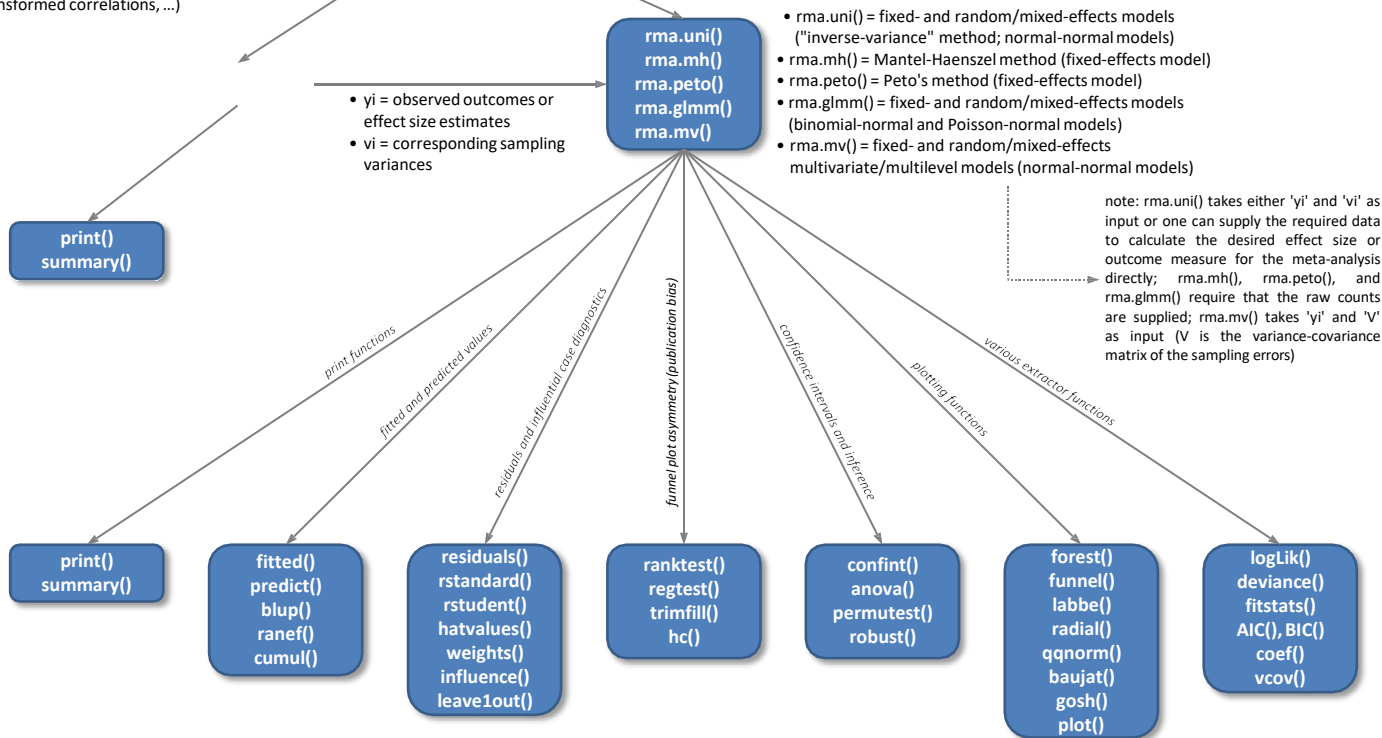 nsformed correlations, ...)
rma.uni()
rma.mh()
rma.peto()
rma.glmm()
rma.mv()
• rma.uni() = fixed- and random/mixed-effects models
("inverse-variance" method; normal-normal models)
• rma.mh() = Mantel-Haenszel method (fixed-effects model)
• rma.peto() = Peto's method (fixed-effects model)
• rma.glmm() = fixed- and random/mixed-effects models
(binomial-normal and Poisson-normal models)
• rma.mv() = fixed- and random/mixed-effects
multivariate/multilevel models (normal-normal models)
• yi = observed outcomes or
effect size estimates
• vi = corresponding sampling
variances
note: rma.uni() takes either 'yi' and 'vi' as
input or one can supply the required data
to calculate the desired effect size or
outcome measure for the meta-analysis
directly; rma.mh(), rma.peto(), and
rma.glmm() require that the raw counts
are supplied; rma.mv() takes 'yi' and 'V'
as input (V is the variance-covariance
matrix of the sampling errors)
print()
summary()
print functions
fitted and predicted values
residuals and influential case diagnostics
funnel plot asymmetry (publication bias)
confidence intervals and inference
plotting functions
various extractor functions
print()
summary()
fitted()
predict()
blup()
ranef()
cumul()
residuals()
rstandard()
rstudent()
hatvalues()
weights()
influence()
leave1out()
ranktest()
regtest()
trimfill()
hc()
confint()
anova()
permutest()
robust()
forest()
funnel()
labbe()
radial()
qqnorm()
baujat()
gosh()
plot()
logLik()
deviance()
fitstats()
AIC(), BIC()
coef()
vcov()